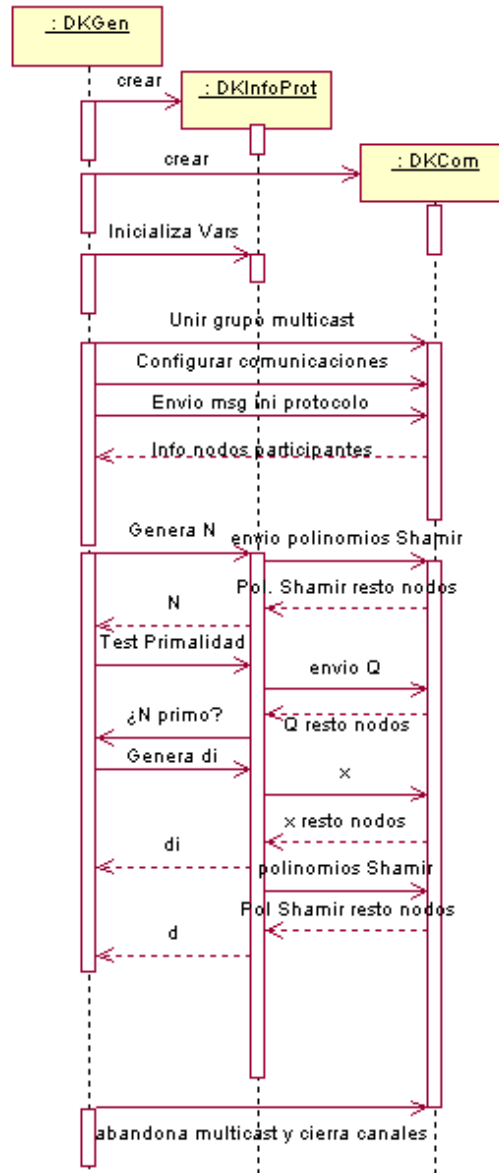 : DKGen
crear
: DKInfoProt
crear
: DKCom
Inicializa Vars
Unir grupo multicast
Configurar comunicaciones
Envio msg ini protocolo
Info nodos participantes
Genera N
envio polinomios Shamir
Pol. Shamir resto nodos
N
Test Primalidad
envio Q
¿N primo?
Q resto nodos
Genera di
x
x resto nodos
di
polinomios Shamir
Pol Shamir resto nodos
d
abandona multicast y cierra canales